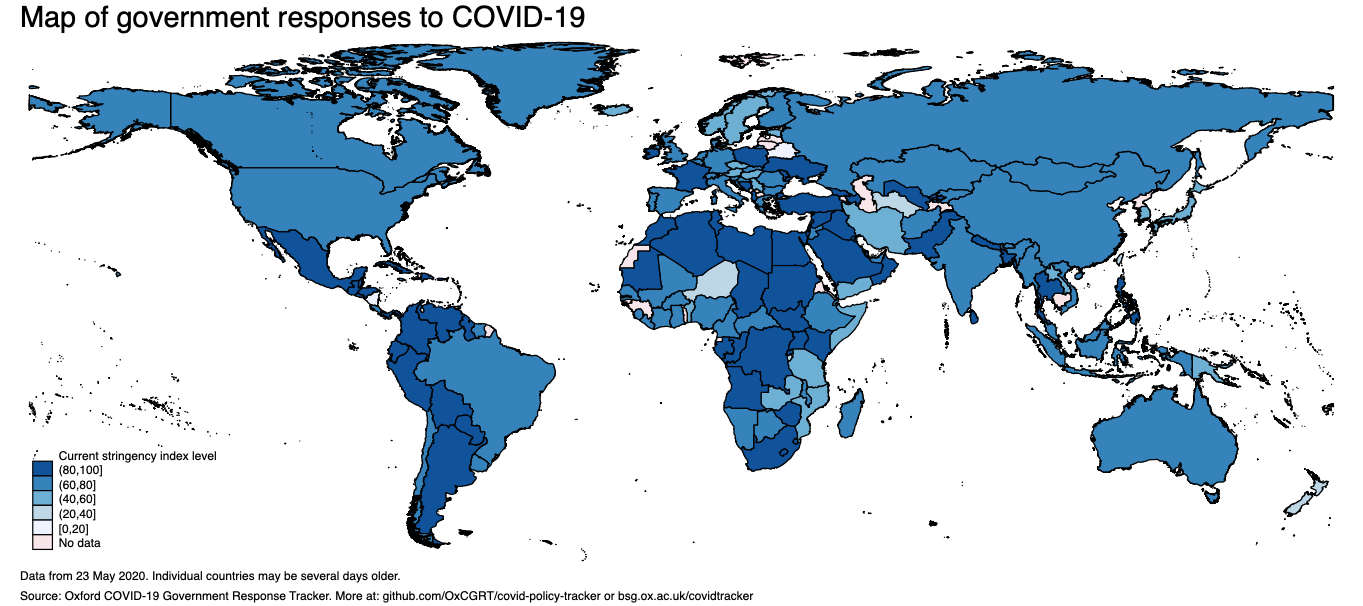 Map of government responses to COVID-19
Current stringency index level
(80,100]
(60,80]
(40,60]
(20,40]
[0,20]
No data
Data from 23 May 2020. Individual countries may be several days older.
Source: Oxford COVID-19 Government Response Tracker. More at: github.com/OxCGRT/covid-policy-tracker or bsg.ox.ac.uk/covidtracker